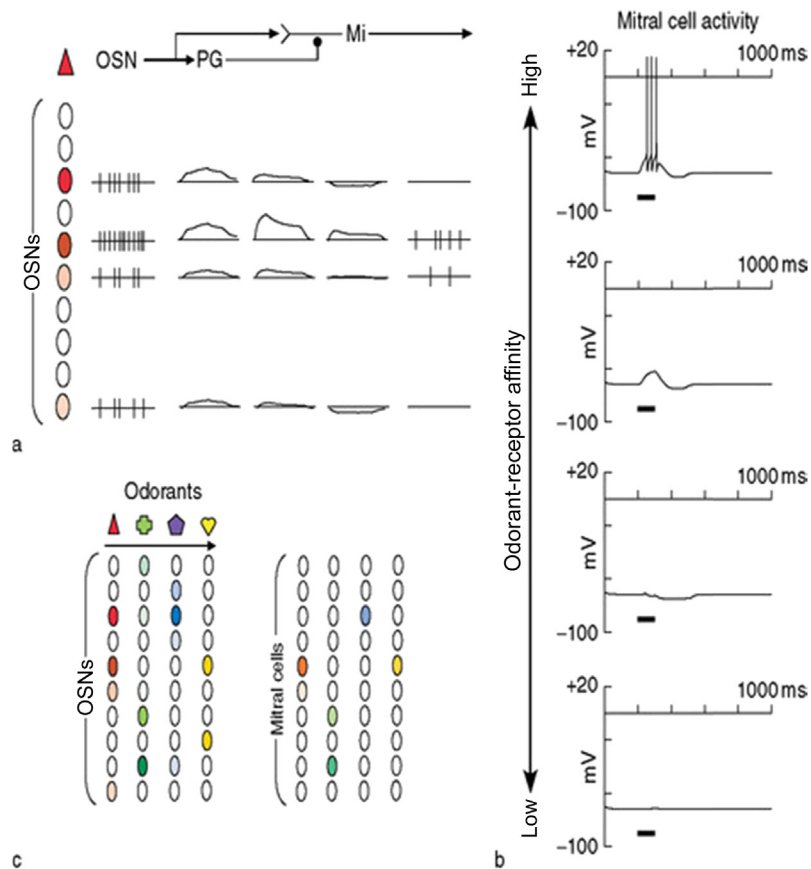 OSN
PG
Mi
OSNs
a
Mitral cell activity
High
Odorant-receptor affinity
Low
+20
1000 ms
mV
−100
+20
1000 ms
mV
−100
+20
1000 ms
mV
−100
+20
1000 ms
mV
−100
b
Odorants
OSNs
Mitral cells
c